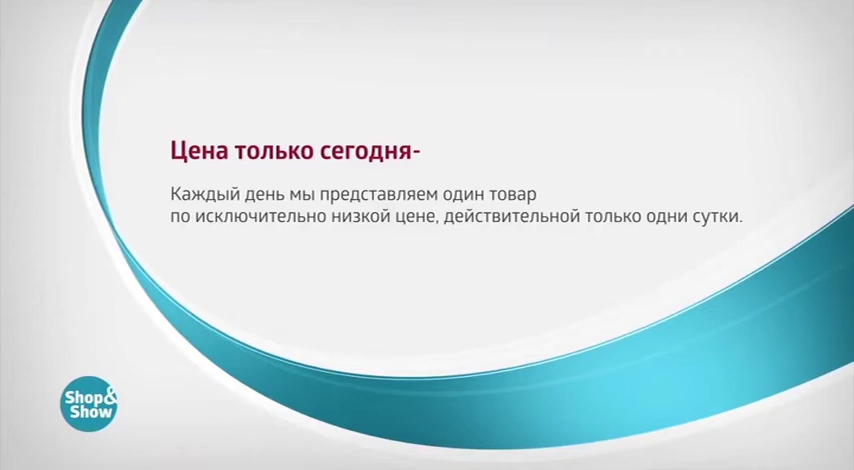 Цена только сегодня-
Каждый день мы представляем один товар
по исключительно низкой цене, действительной только одни сутки.
Shop&
Show